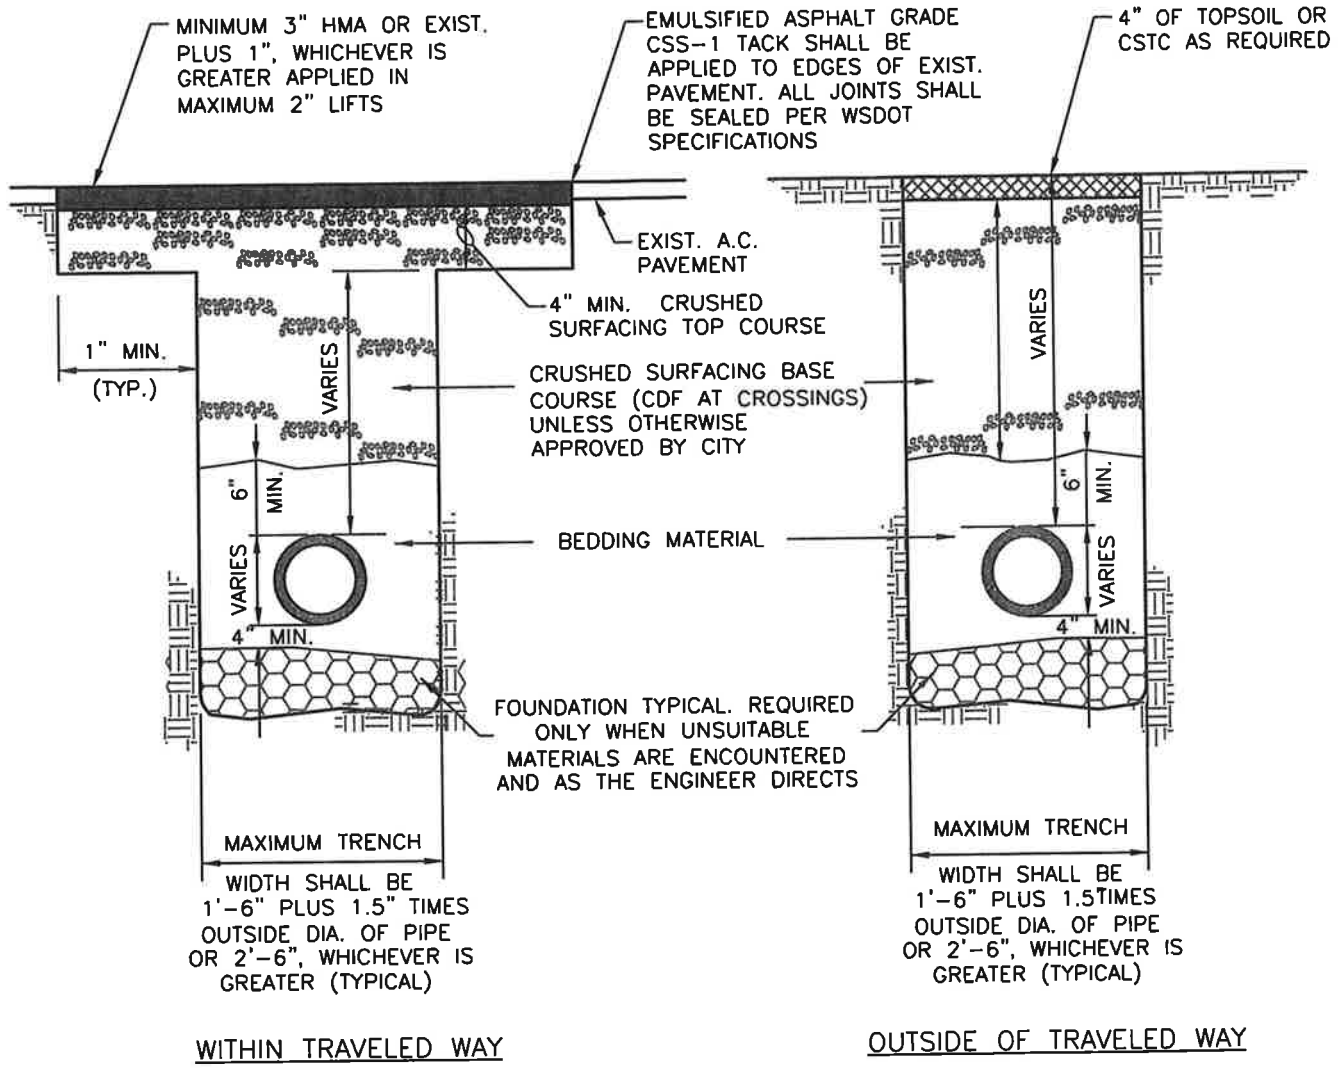 MINIMUM 3" HMA OR EXIST.
PLUS 1", WHICHEVER IS
GREATER APPLIED IN
MAXIMUM 2" LIFTS
EMULSIFIED ASPHALT GRADE
CSS-1 TACK SHALL BE
APPLIED TO EDGES OF EXIST.
PAVEMENT. ALL JOINTS SHALL
BE SEALED PER WSDOT
SPECIFICATIONS
4" OF TOPSOIL OR
CSTC AS REQUIRED
EXIST. A.C.
PAVEMENT
4" MIN. CRUSHED
SURFACING TOP COURSE
1" MIN.
(TYP.)
VARIES
VARIES
CRUSHED SURFACING BASE
COURSE (CDF AT CROSSINGS)
UNLESS OTHERWISE
APPROVED BY CITY
6"
MIN.
6"
MIN.
BEDDING MATERIAL
VARIES
VARIES
4" MIN.
4" MIN.
FOUNDATION TYPICAL. REQUIRED
ONLY WHEN UNSUITABLE
MATERIALS ARE ENCOUNTERED
AND AS THE ENGINEER DIRECTS
MAXIMUM TRENCH
WIDTH SHALL BE
1'-6" PLUS 1.5" TIMES
OUTSIDE DIA. OF PIPE
OR 2'-6", WHICHEVER IS
GREATER (TYPICAL)
MAXIMUM TRENCH
WIDTH SHALL BE
1'-6" PLUS 1.5TIMES
OUTSIDE DIA. OF PIPE
OR 2'-6", WHICHEVER IS
GREATER (TYPICAL)
WITHIN TRAVELED WAY
OUTSIDE OF TRAVELED WAY